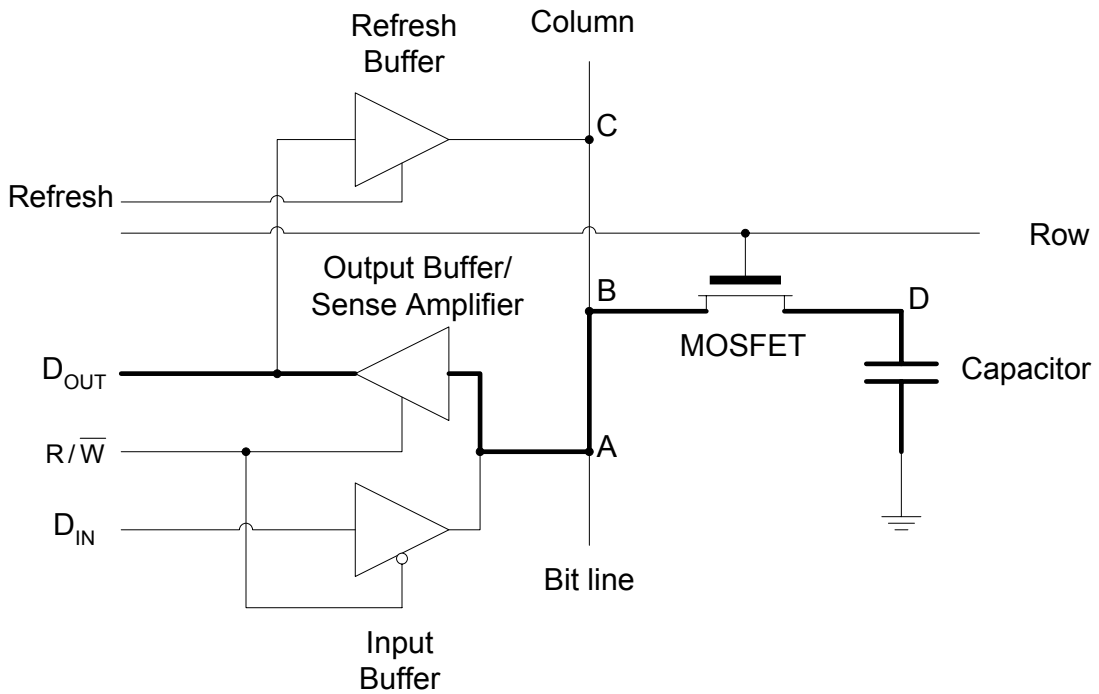 Refresh
Buffer
Column
C
Refresh
Row
Output Buffer/
Sense Amplifier
B
D
MOSFET
D_OUT
Capacitor
R/W̅
A
D_IN
Bit line
Input
Buffer